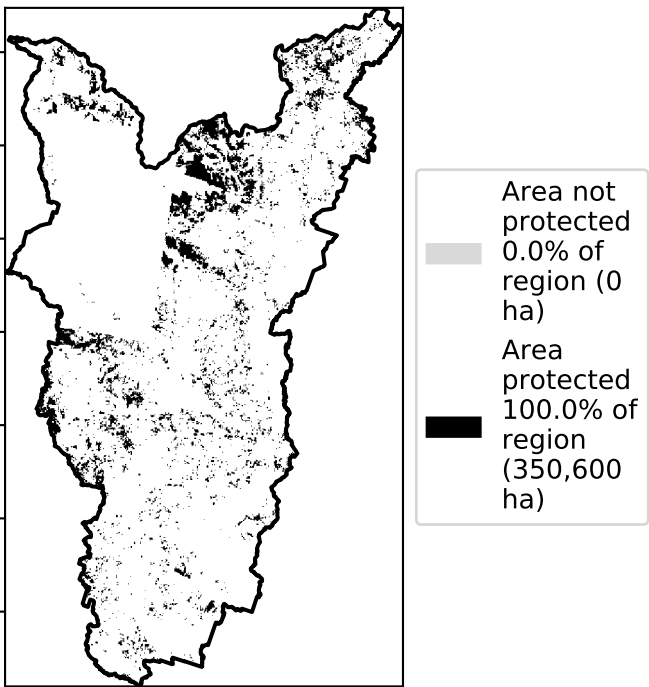 Area not
protected
0.0% of
region (0
ha)
Area
protected
100.0% of
region
(350,600
ha)